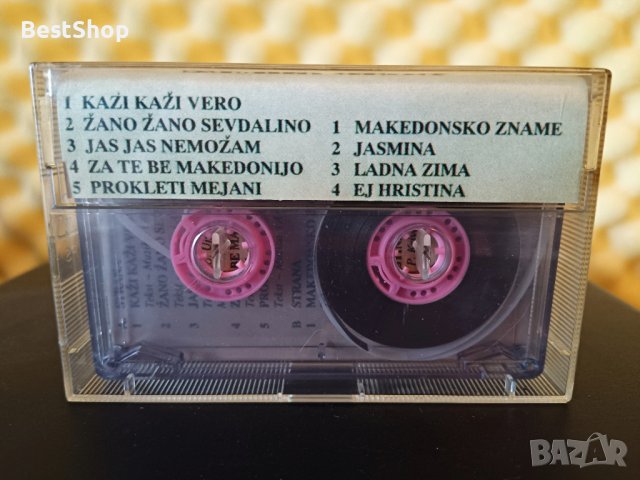 BestShop
1 KAŽI KAŽI VERO
2 ŽANO ŽANO SEVDALINO
3 JAS JAS NEMOŽAM
4 ZA TE BE MAKEDONIJO
5 PROKLETI MEJANI
1 MAKEDONSKO ZNAME
2 JASMINA
3 LADNA ZIMA
4 EJ HRISTINA
BAZAR